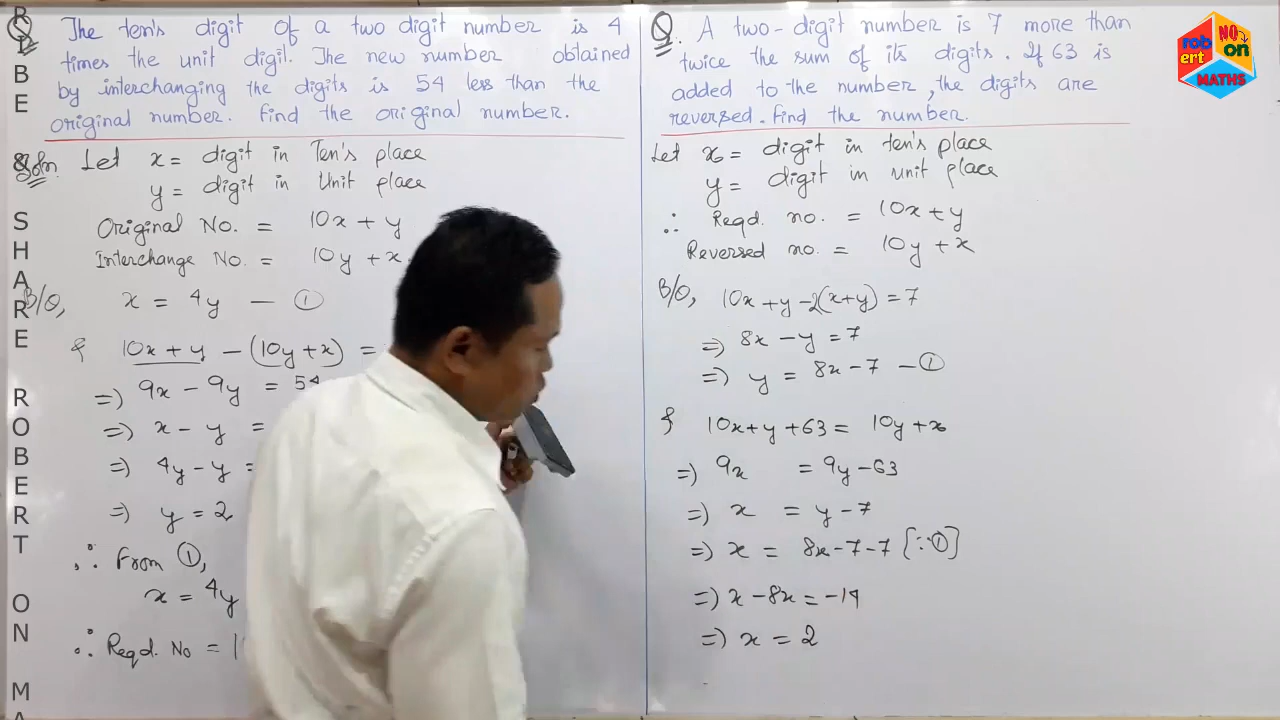 Q. The ten's digit of a two digit number is 4
times the unit digit. The new number obtained
by interchanging the digits is 54 less than the
original number. find the original number.
Soln. Let x = digit in Ten's place
y = digit in Unit place
Original No. = 10x + y
Interchange No. = 10y + x
B/Q, x = 4y — ①
& 10x + y – (10y + x) =
=) 9x – 9y = 54
=) x – y =
=) 4y – y =
=) y = 2
∴ From ①,
x = 4y
∴ Reqd. No = 1
Q. A two-digit number is 7 more than
twice the sum of its digits. If 63 is
added to the number, the digits are
reversed. Find the number.
Let x = digit in ten's place
y = digit in unit place
∴ Reqd. no. = 10x + y
Reversed no. = 10y + x
B/Q, 10x + y – 2(x+y) = 7
=) 8x – y = 7
=) y = 8x – 7 — ①
& 10x + y + 63 = 10y + x
=) 9x = 9y – 63
=) x = y – 7
=) x = 8x – 7 – 7 [∵ ①]
=) x – 8x = –14
=) x = 2
rob NO
ert on
MATHS
BE
SHARE
ROBERT
ON